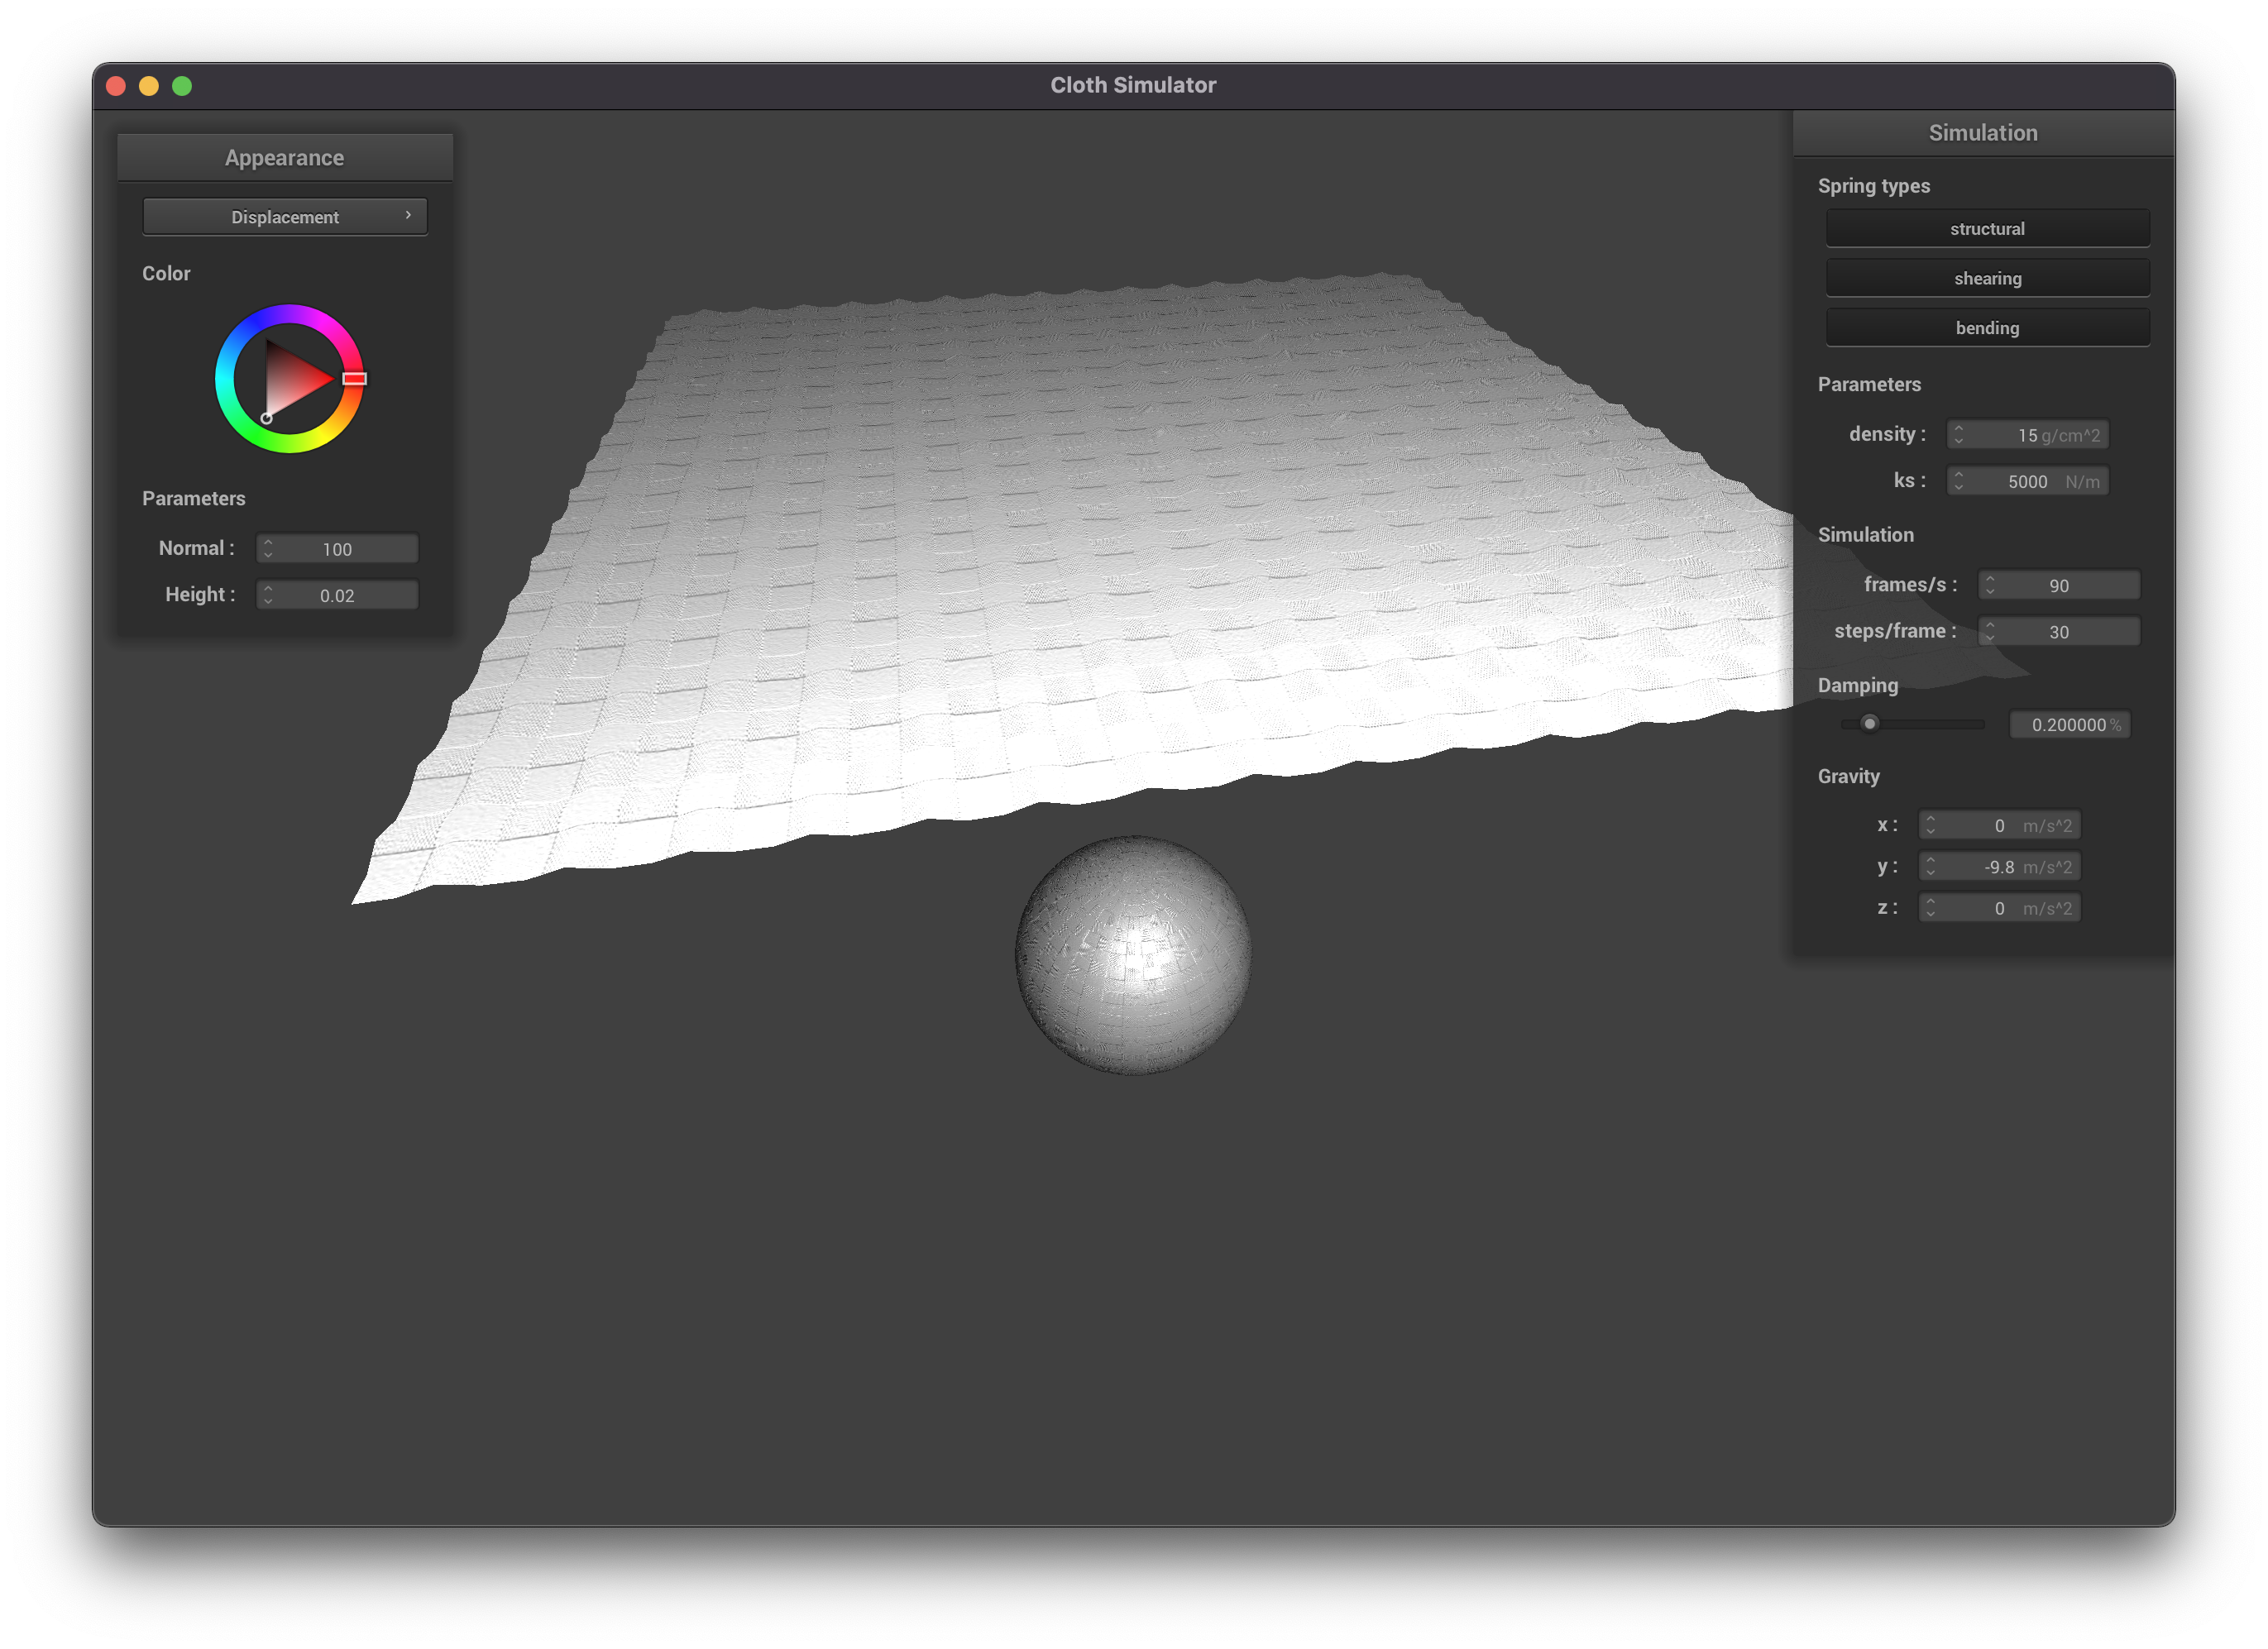 Cloth Simulator
Appearance
Displacement
Color
Parameters
Normal : 100
Height : 0.02
Simulation
Spring types
structural
shearing
bending
Parameters
density : 15 g/cm^2
ks : 5000 N/m
Simulation
frames/s : 90
steps/frame : 30
Damping
0.200000 %
Gravity
x : 0 m/s^2
y : -9.8 m/s^2
z : 0 m/s^2